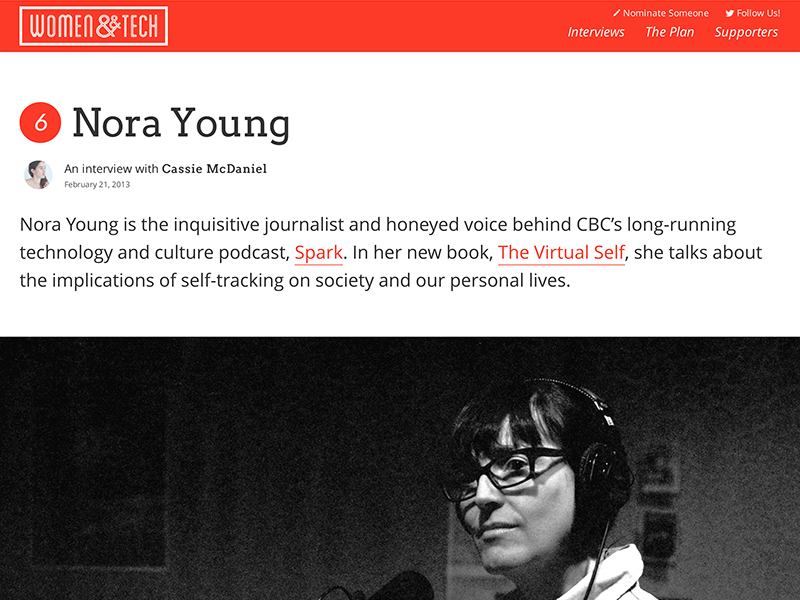 WOMEN&&TECH
Nominate Someone
Follow Us!
Interviews
The Plan
Supporters
6
Nora Young
An interview with Cassie McDaniel
February 21, 2013
Nora Young is the inquisitive journalist and honeyed voice behind CBC’s long-running
technology and culture podcast, Spark. In her new book, The Virtual Self, she talks about
the implications of self-tracking on society and our personal lives.